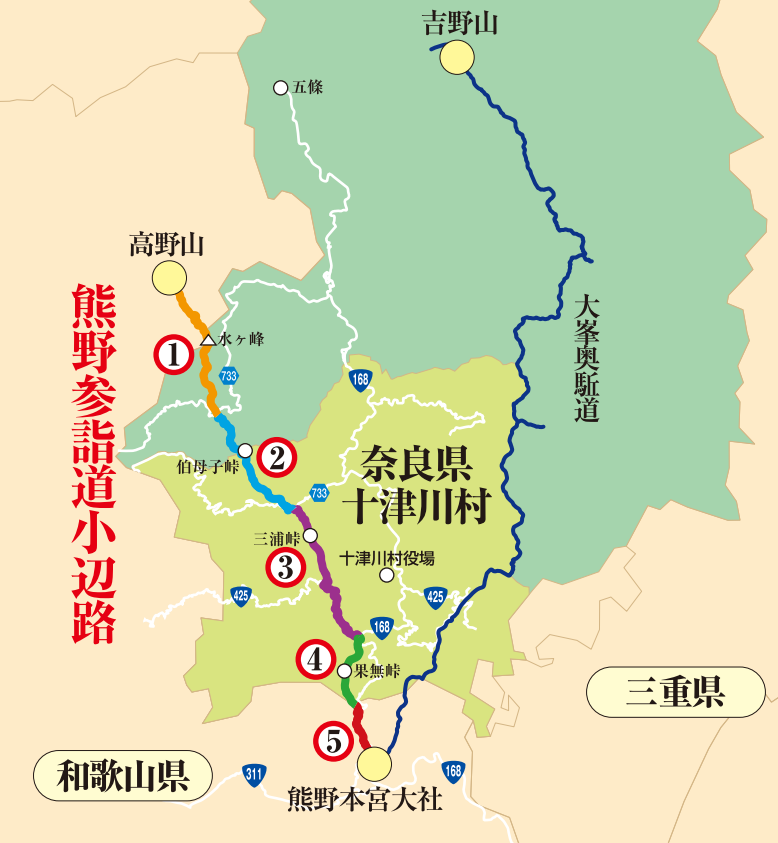 吉野山
五條
高野山
熊野参詣道小辺路
水ヶ峰
1
733
168
大峯奥駈道
奈良県
十津川村
2
伯母子峠
733
三浦峠
3
十津川村役場
425
425
168
4
果無峠
三重県
5
和歌山県
311
168
熊野本宮大社